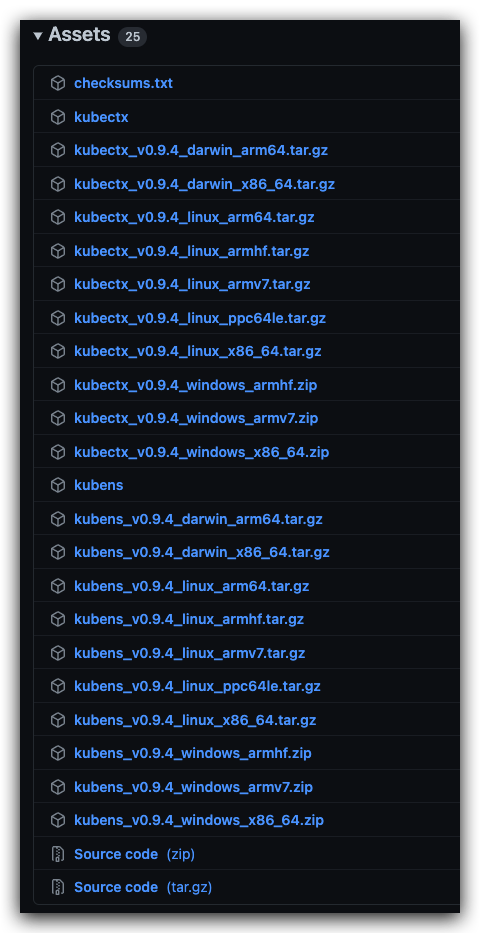 Assets 25
checksums.txt
kubectx
kubectx_v0.9.4_darwin_arm64.tar.gz
kubectx_v0.9.4_darwin_x86_64.tar.gz
kubectx_v0.9.4_linux_arm64.tar.gz
kubectx_v0.9.4_linux_armhf.tar.gz
kubectx_v0.9.4_linux_armv7.tar.gz
kubectx_v0.9.4_linux_ppc64le.tar.gz
kubectx_v0.9.4_linux_x86_64.tar.gz
kubectx_v0.9.4_windows_armhf.zip
kubectx_v0.9.4_windows_armv7.zip
kubectx_v0.9.4_windows_x86_64.zip
kubens
kubens_v0.9.4_darwin_arm64.tar.gz
kubens_v0.9.4_darwin_x86_64.tar.gz
kubens_v0.9.4_linux_arm64.tar.gz
kubens_v0.9.4_linux_armhf.tar.gz
kubens_v0.9.4_linux_armv7.tar.gz
kubens_v0.9.4_linux_ppc64le.tar.gz
kubens_v0.9.4_linux_x86_64.tar.gz
kubens_v0.9.4_windows_armhf.zip
kubens_v0.9.4_windows_armv7.zip
kubens_v0.9.4_windows_x86_64.zip
Source code (zip)
Source code (tar.gz)